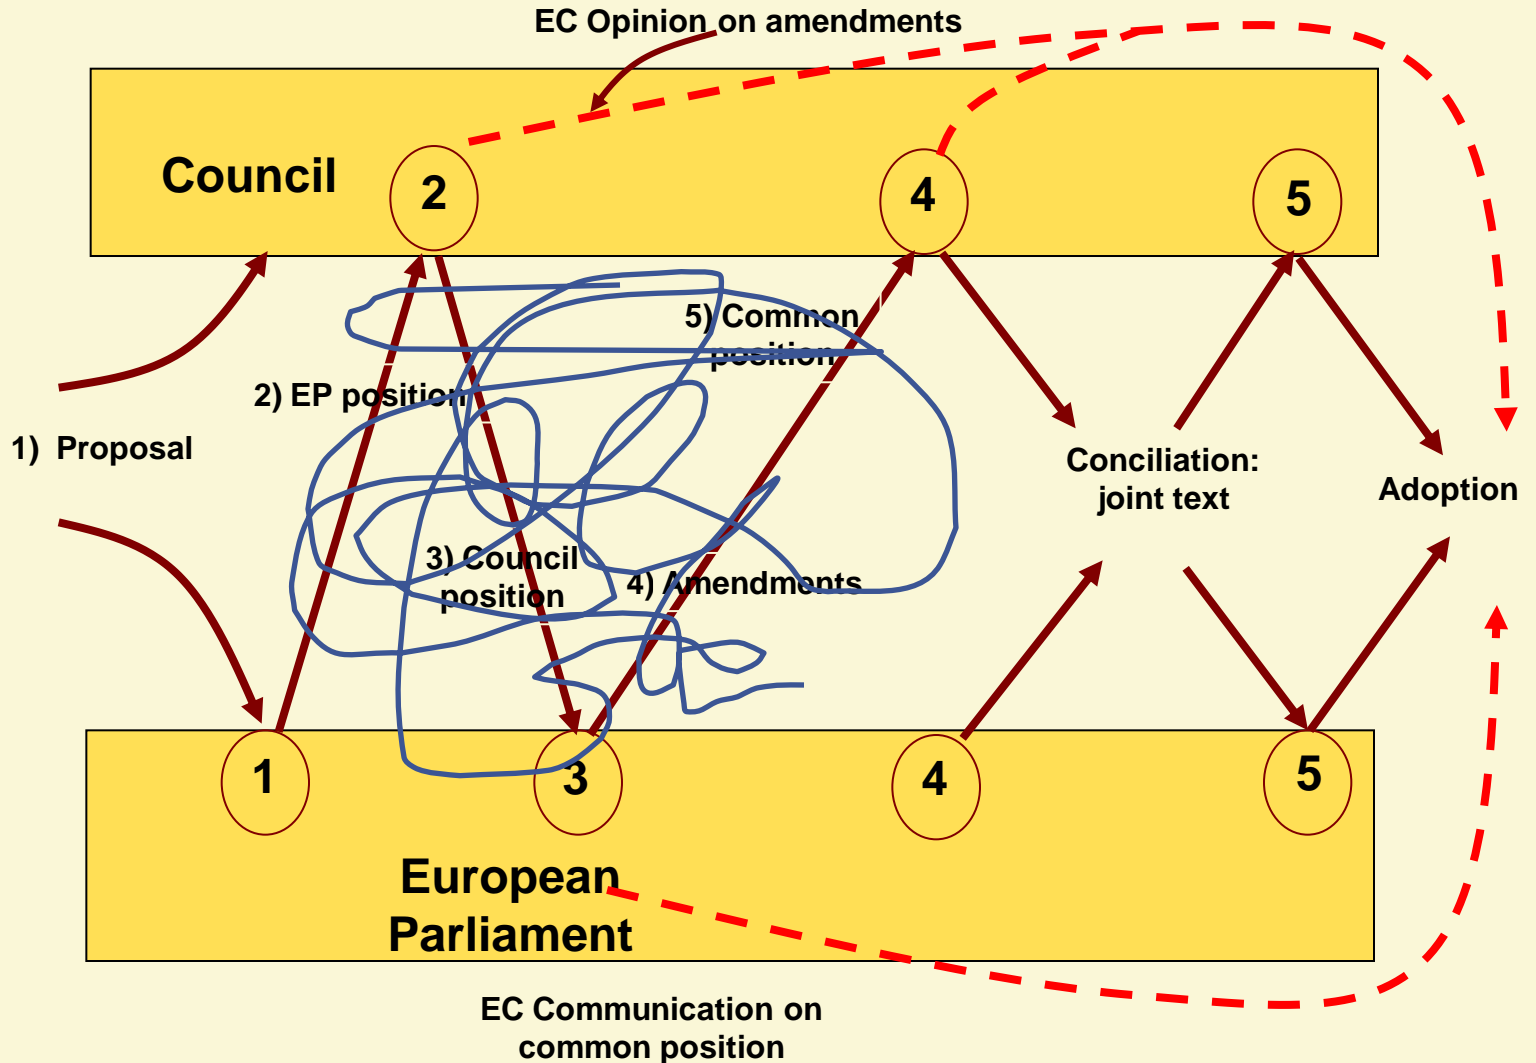 EC Opinion on amendments
Council
2
4
5
5) Common
position
2) EP position
1) Proposal
Conciliation:
joint text
Adoption
3) Council
position
4) Amendments
1
3
4
5
European
Parliament
EC Communication on
common position